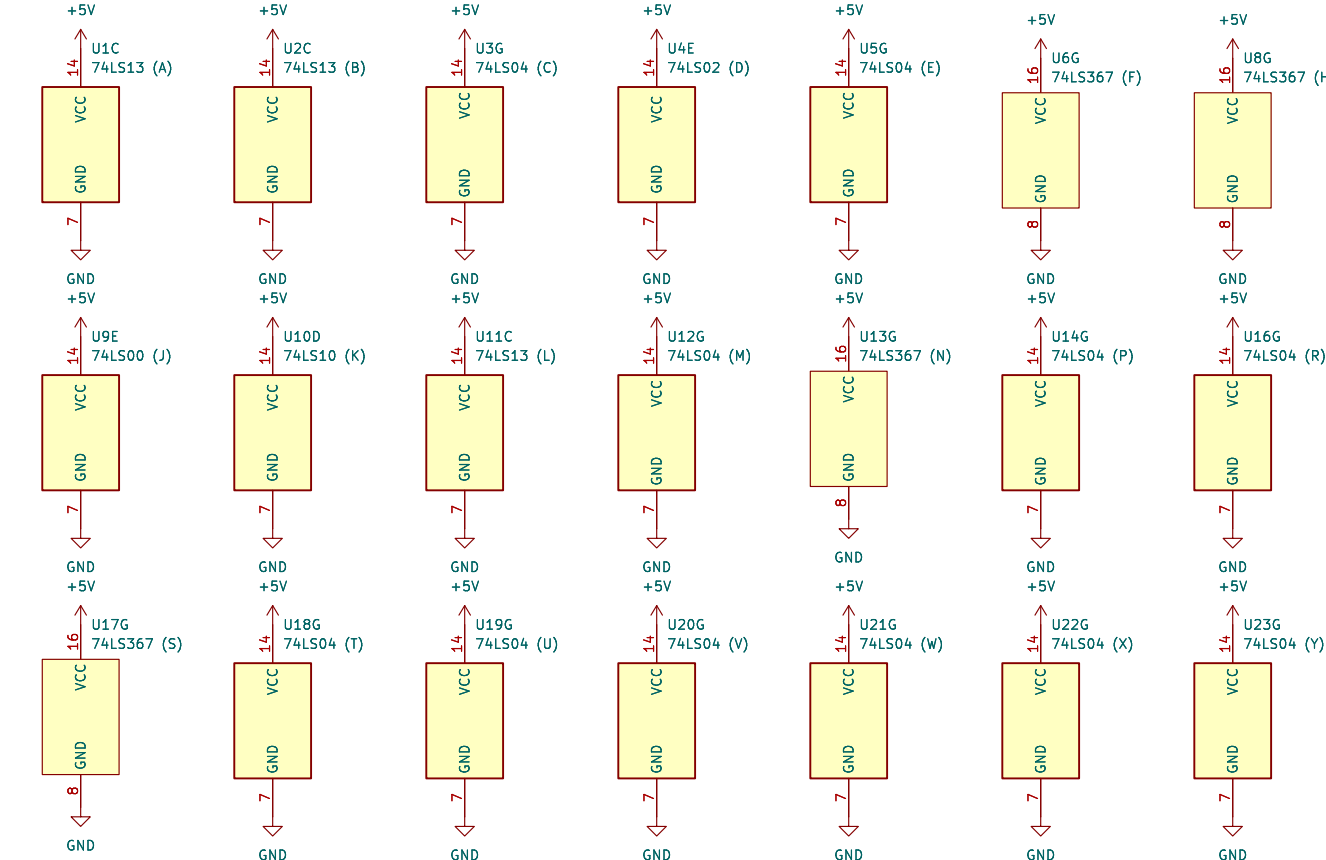 +5V +5V +5V +5V +5V +5V +5V
U1C U2C U3G U4E U5G U6G U8G
74LS13 (A) 74LS13 (B) 74LS04 (C) 74LS02 (D) 74LS04 (E) 74LS367 (F) 74LS367 (H
14 14 14 14 14 16 16
VCC VCC VCC VCC VCC VCC VCC
GND GND GND GND GND GND GND
7 7 7 7 7 8 8
GND GND GND GND GND GND GND
+5V +5V +5V +5V +5V +5V +5V
U9E U10D U11C U12G U13G U14G U16G
74LS00 (J) 74LS10 (K) 74LS13 (L) 74LS04 (M) 74LS367 (N) 74LS04 (P) 74LS04 (R)
14 14 14 14 16 14 14
VCC VCC VCC VCC VCC VCC VCC
GND GND GND GND GND GND GND
7 7 7 7 8 7 7
GND GND GND GND GND GND GND
+5V +5V +5V +5V +5V +5V +5V
U17G U18G U19G U20G U21G U22G U23G
74LS367 (S) 74LS04 (T) 74LS04 (U) 74LS04 (V) 74LS04 (W) 74LS04 (X) 74LS04 (Y)
16 14 14 14 14 14 14
VCC VCC VCC VCC VCC VCC VCC
GND GND GND GND GND GND GND
8 7 7 7 7 7 7
GND GND GND GND GND GND GND